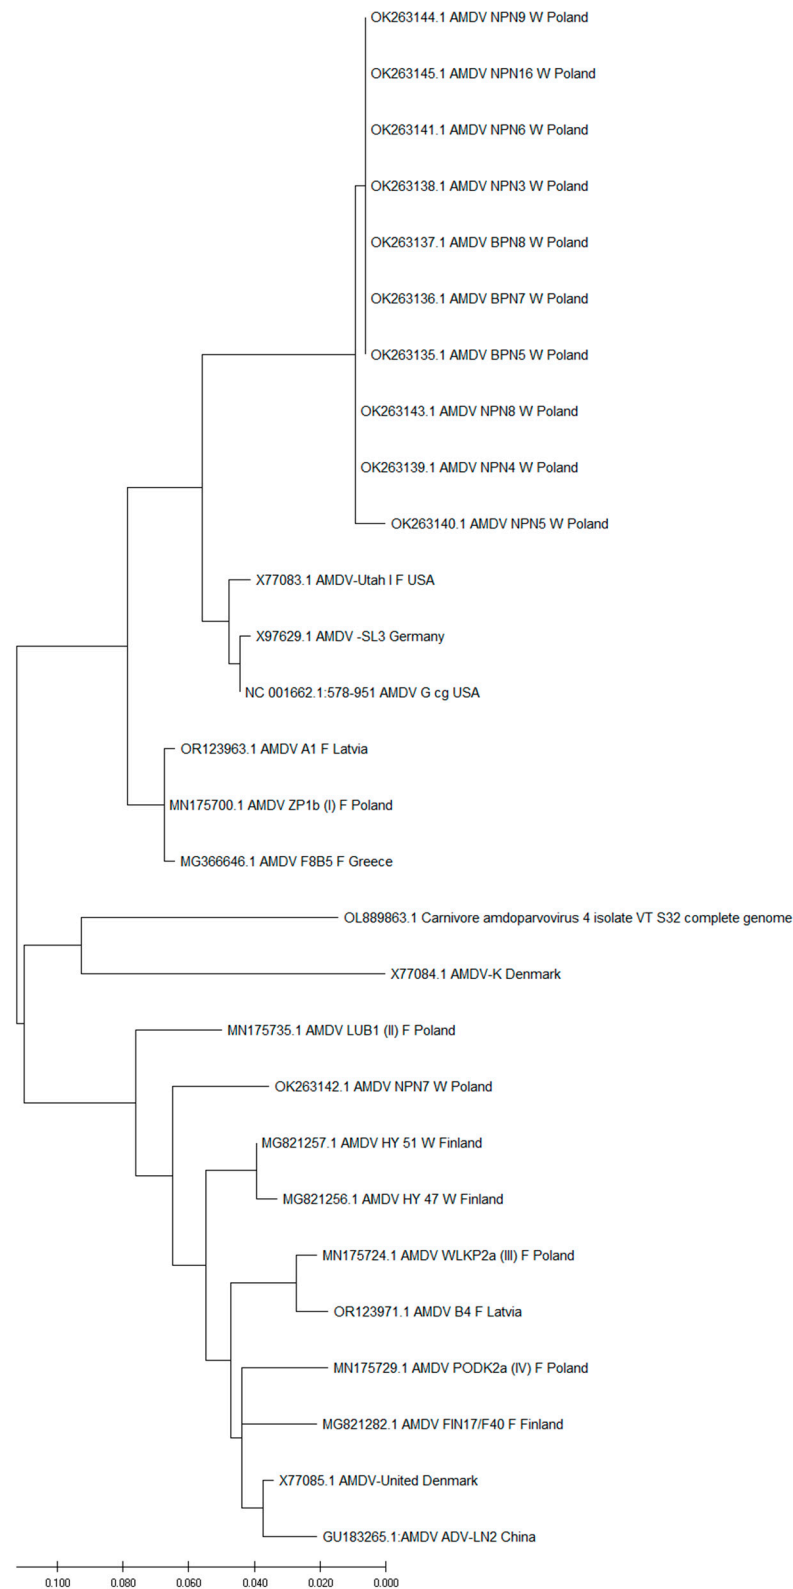 OK263144.1 AMDV NPN9 W Poland
OK263145.1 AMDV NPN16 W Poland
OK263141.1 AMDV NPN6 W Poland
OK263138.1 AMDV NPN3 W Poland
OK263137.1 AMDV BPN8 W Poland
OK263136.1 AMDV BPN7 W Poland
OK263135.1 AMDV BPN5 W Poland
OK263143.1 AMDV NPN8 W Poland
OK263139.1 AMDV NPN4 W Poland
OK263140.1 AMDV NPN5 W Poland
X77083.1 AMDV-Utah I F USA
X97629.1 AMDV -SL3 Germany
NC 001662.1:578-951 AMDV G cg USA
OR123963.1 AMDV A1 F Latvia
MN175700.1 AMDV ZP1b (I) F Poland
MG366646.1 AMDV F8B5 F Greece
OL889863.1 Carnivore amdoparvovirus 4 isolate VT S32 complete genome
X77084.1 AMDV-K Denmark
MN175735.1 AMDV LUB1 (II) F Poland
OK263142.1 AMDV NPN7 W Poland
MG821257.1 AMDV HY 51 W Finland
MG821256.1 AMDV HY 47 W Finland
MN175724.1 AMDV WLKP2a (III) F Poland
OR123971.1 AMDV B4 F Latvia
MN175729.1 AMDV PODK2a (IV) F Poland
MG821282.1 AMDV FIN17/F40 F Finland
X77085.1 AMDV-United Denmark
GU183265.1:AMDV ADV-LN2 China
0.100 0.080 0.060 0.040 0.020 0.000